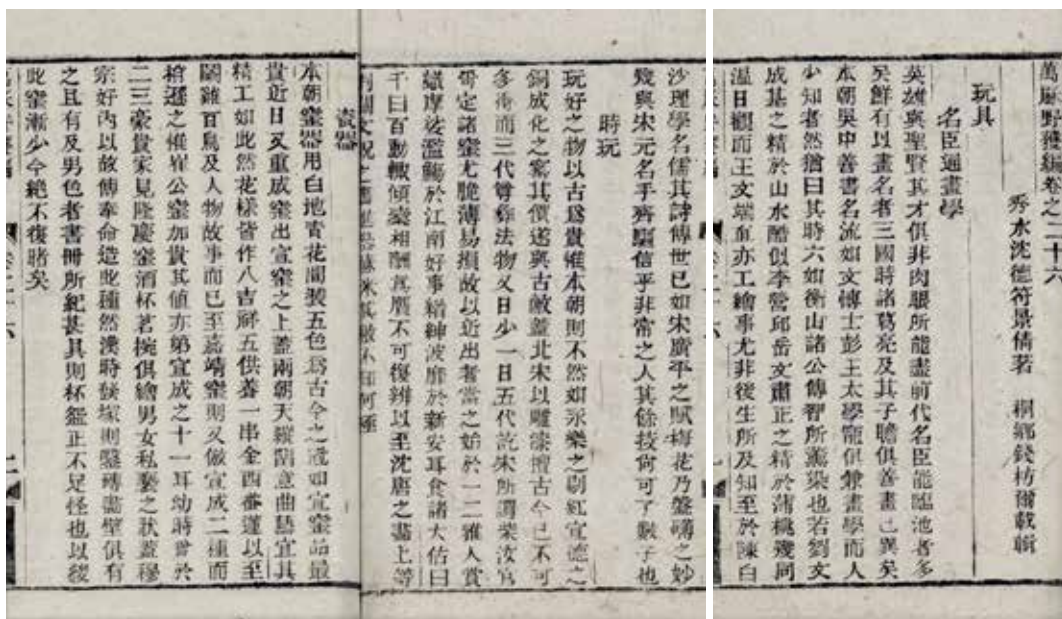 萬曆野獲編卷之二十六
秀水沈德符景倩著　桐鄉錢枋爾載輯
玩具
名臣通畫學
英雄與聖賢其才俱非肉眼所能盡前代名臣能臨池者多
矣鮮有以畫名者三國時諸葛亮及其子瞻俱善畫已異矣
本朝吳中善書名流如文博士彭王太學寵俱兼畫學而人
少知者然猶曰其時六如衡山諸公傅智所薰染也若劉文
成基之精於山水酷似李營邱岳文肅正之精於蒲桃幾同
溫日觀而王文端直亦工繪事尤非後生所及知至於陳白
沙理學名儒其詩傳世已如宋廣平之賦梅花乃盤礴之妙
幾與宋元名手齊驅信乎非常之人其餘技何可了數子也
時玩
玩好之物以古爲貴惟本朝則不然如永樂之剔紅宣德之
銅成化之窯其價遂與古敵蓋北宋以雕漆擅古今已不可
多得而三代尊彝法物又日少一日五代迄宋所謂柴汝官
哥定諸窯尤脆薄易損故以近出者當之始於一二雅人賞
識摩挲濫觴於江南好事縉紳波靡於新安耳食諸大估曰
千曰百動輒傾橐相酬真贋不可復辨以至沈唐之畫上等
荊關文祝之書進參蘇米其敝不知何極
瓷器
本朝窯器用白地青花間裝五色爲古今之冠如宣窯品最
貴近日又重成窯出宣窯之上蓋兩朝天縱留意曲藝宜其
精工如此然花樣皆作八吉祥五供養一串金西番蓮以至
鬭雞百鳥及人物故事而已至嘉靖窯則又倣宣成二種而
稍遜之惟崔公窯加貴其値亦第宣成之十一耳幼時曾於
二三豪貴家見隆慶窯酒杯茗椀俱繪男女私褻之狀蓋穆
宗好內以故傳奉命造此種然漢時發塚則鑿磚畫壁俱有
之且有及男色者書冊所紀甚具則杯盌正不足怪也以後
此窯漸少今絶不復睹矣